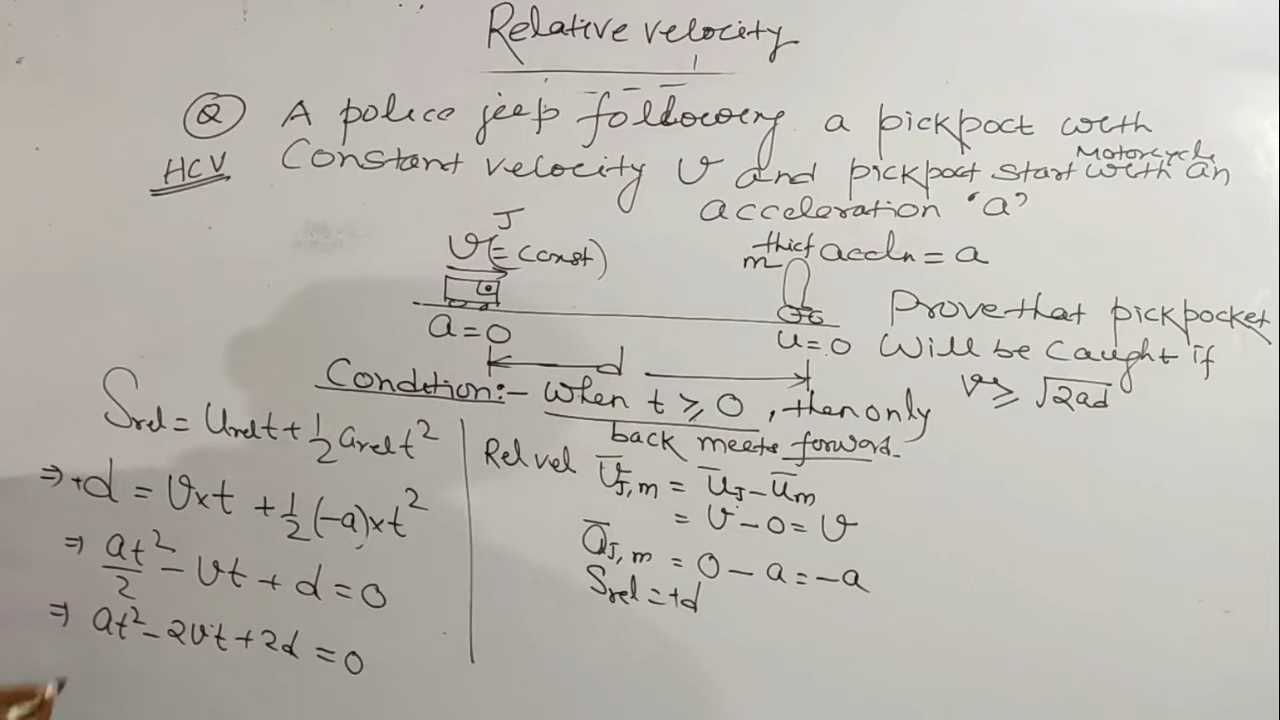 Relative velocity
Q A police jeep following a pickpoct with
HCV Constant velocity v and pickpoct start with an
Motorcycle
acceleration 'a'
J
v(=const)
thief
m accln = a
a=0
u=0
d
Prove that pickpocket
will be caught if
v ≥ √2ad
Condition:- when t ≥ 0, then only
back meets forward.
Srel = Urelt + 1/2 arelt²
⇒ +d = v×t + 1/2 (-a)×t²
⇒ at²/2 - vt + d = 0
⇒ at² - 2vt + 2d = 0
Rel vel V̄J,m = ūJ - ūm
= v - 0 = v
āJ,m = 0 - a = -a
Srel = +d